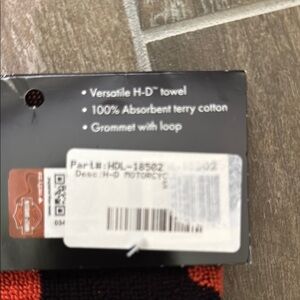 • Versatile H-D™ towel
• 100% Absorbent terry cotton
• Grommet with loop
Part#:HDL-18502
Desc:H-D MOTORCYC
S